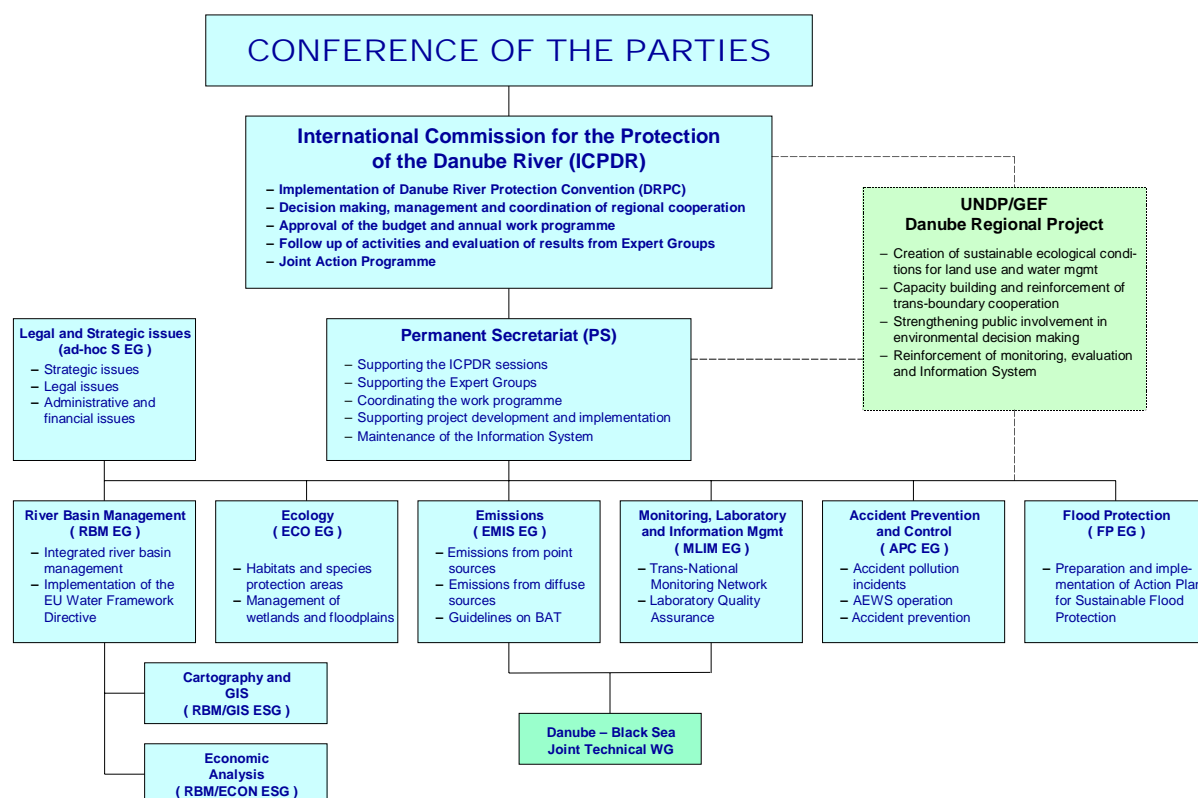 CONFERENCE OF THE PARTIES
International Commission for the Protection
of the Danube River (ICPDR)
– Implementation of Danube River Protection Convention (DRPC)
– Decision making, management and coordination of regional cooperation
– Approval of the budget and annual work programme
– Follow up of activities and evaluation of results from Expert Groups
– Joint Action Programme
UNDP/GEF
Danube Regional Project
– Creation of sustainable ecological condi-
tions for land use and water mgmt
– Capacity building and reinforcement of
trans-boundary cooperation
– Strengthening public involvement in
environmental decision making
– Reinforcement of monitoring, evaluation
and Information System
Legal and Strategic issues
(ad-hoc S EG )
– Strategic issues
– Legal issues
– Administrative and
financial issues
Permanent Secretariat (PS)
– Supporting the ICPDR sessions
– Supporting the Expert Groups
– Coordinating the work programme
– Supporting project development and implementation
– Maintenance of the Information System
River Basin Management
( RBM EG )
– Integrated river basin
management
– Implementation of the
EU Water Framework
Directive
Ecology
( ECO EG )
– Habitats and species
protection areas
– Management of
wetlands and floodplains
Emissions
( EMIS EG )
– Emissions from point
sources
– Emissions from diffuse
sources
– Guidelines on BAT
Monitoring, Laboratory
and Information Mgmt
( MLIM EG )
– Trans-National
Monitoring Network
– Laboratory Quality
Assurance
Accident Prevention
and Control
( APC EG )
– Accident pollution
incidents
– AEWS operation
– Accident prevention
Flood Protection
( FP EG )
– Preparation and imple-
mentation of Action Plan
for Sustainable Flood
Protection
Cartography and
GIS
( RBM/GIS ESG )
Danube – Black Sea
Joint Technical WG
Economic
Analysis
( RBM/ECON ESG )